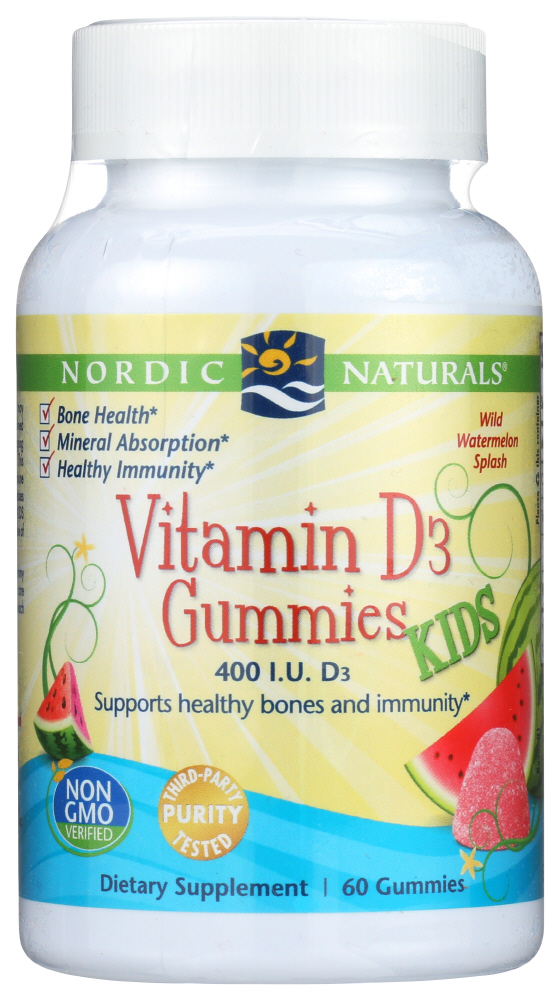 NORDIC NATURALS®
Bone Health*
Mineral Absorption*
Healthy Immunity*
Wild
Watermelon
Splash
Vitamin D3
Gummies
KIDS
400 I.U. D3
Supports healthy bones and immunity*
NON
GMO
VERIFIED
THIRD-PARTY
PURITY
TESTED
Dietary Supplement | 60 Gummies